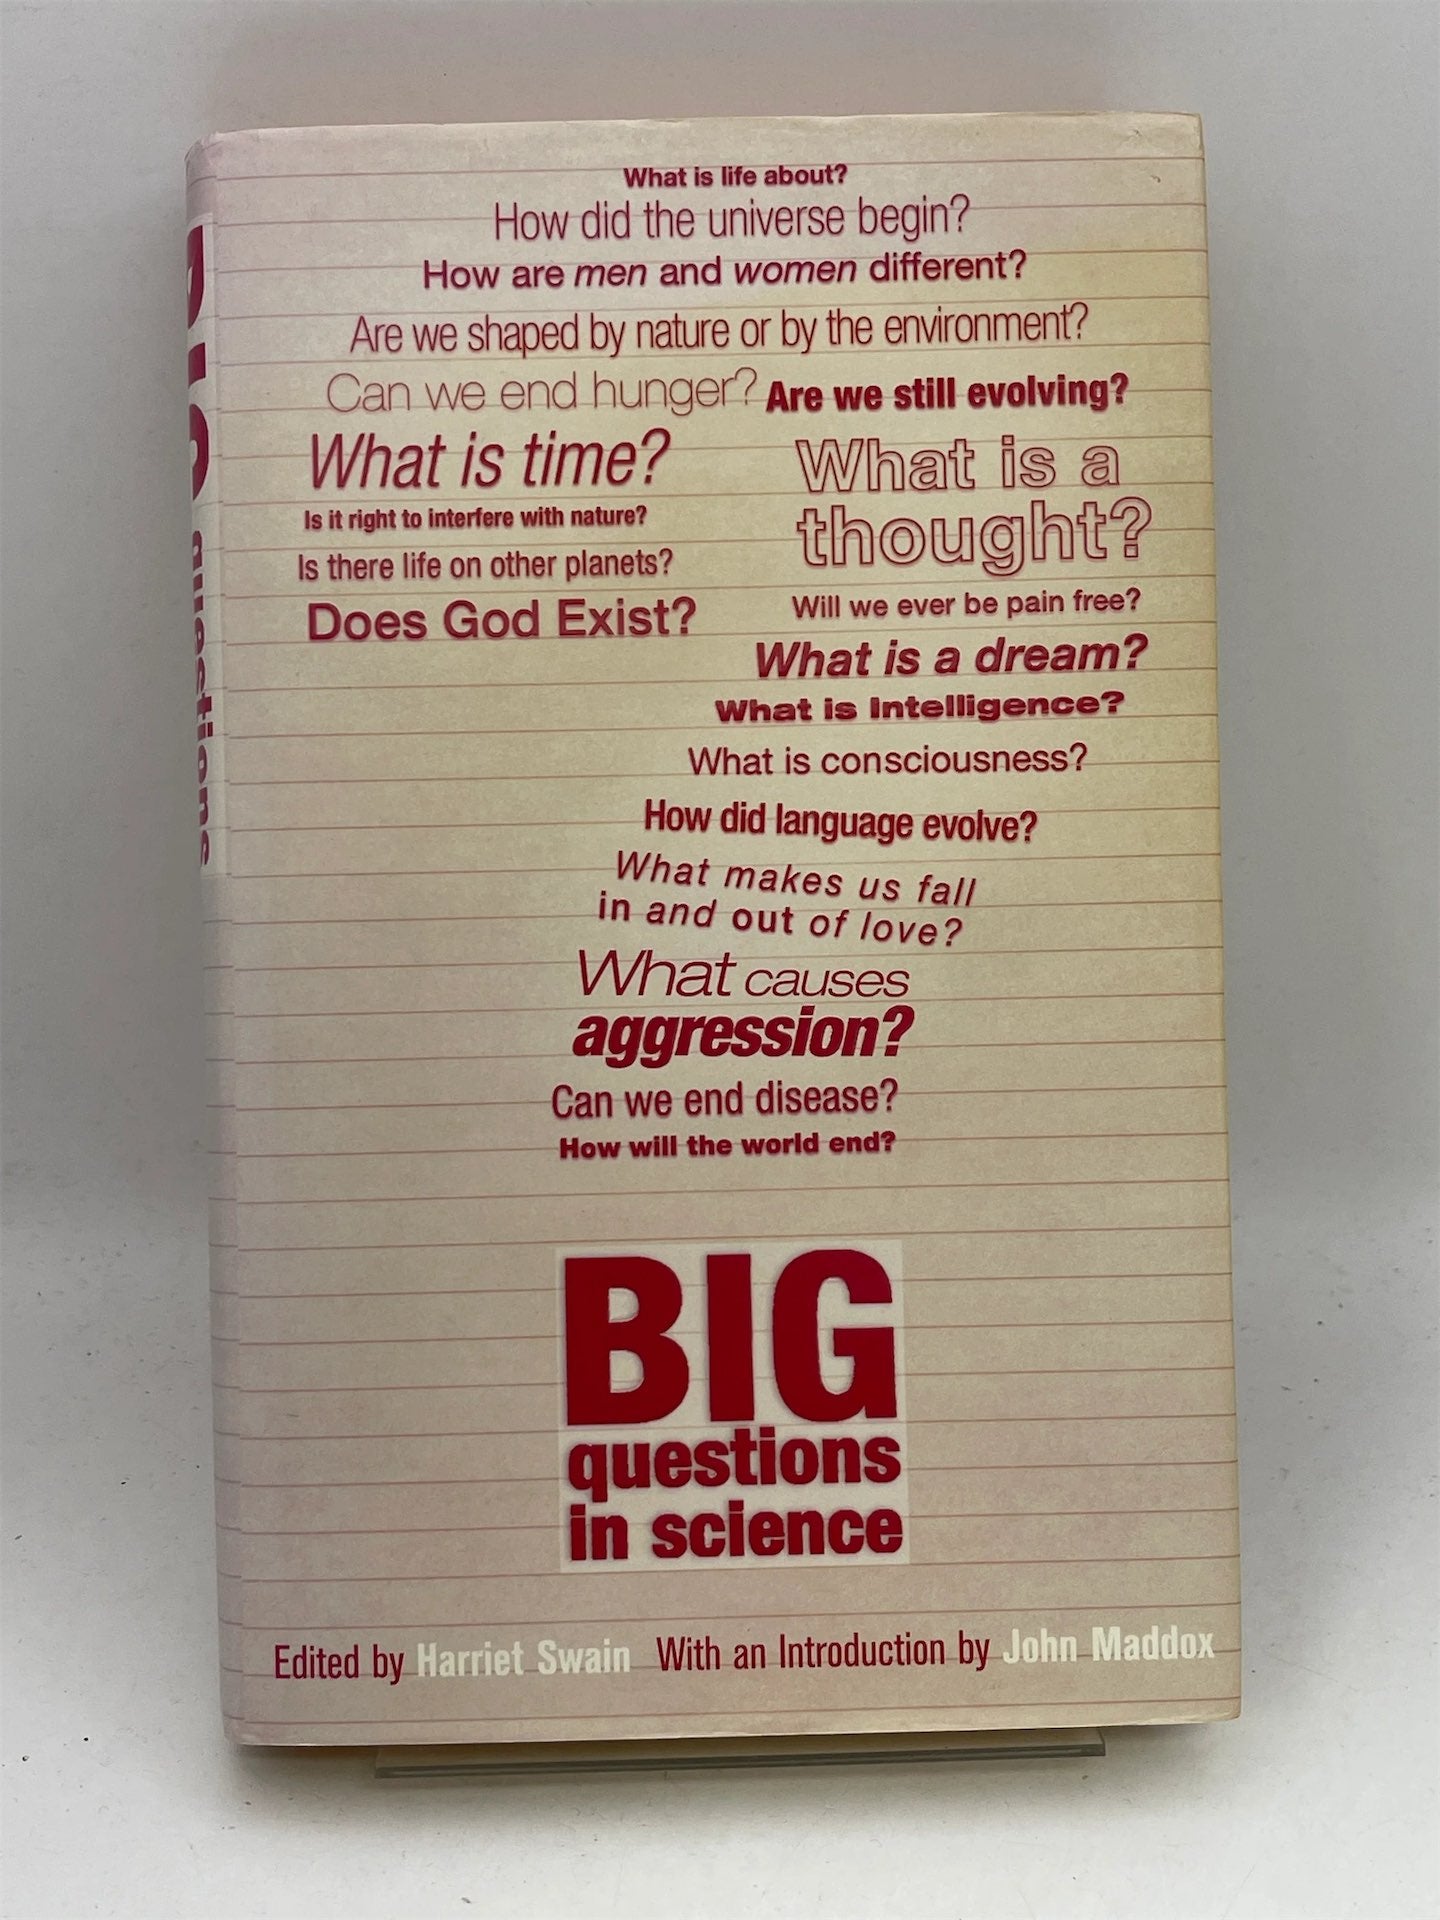 What is life about?
How did the universe begin?
How are men and women different?
Are we shaped by nature or by the environment?
Can we end hunger? Are we still evolving?
What is time?
Is it right to interfere with nature?
Is there life on other planets?
Does God Exist?
What is a
thought?
Will we ever be pain free?
What is a dream?
What is Intelligence?
What is consciousness?
How did language evolve?
What makes us fall
in and out of love?
What causes
aggression?
Can we end disease?
How will the world end?
BIG
questions
in science
Edited by Harriet Swain With an Introduction by John Maddox
BIG questions